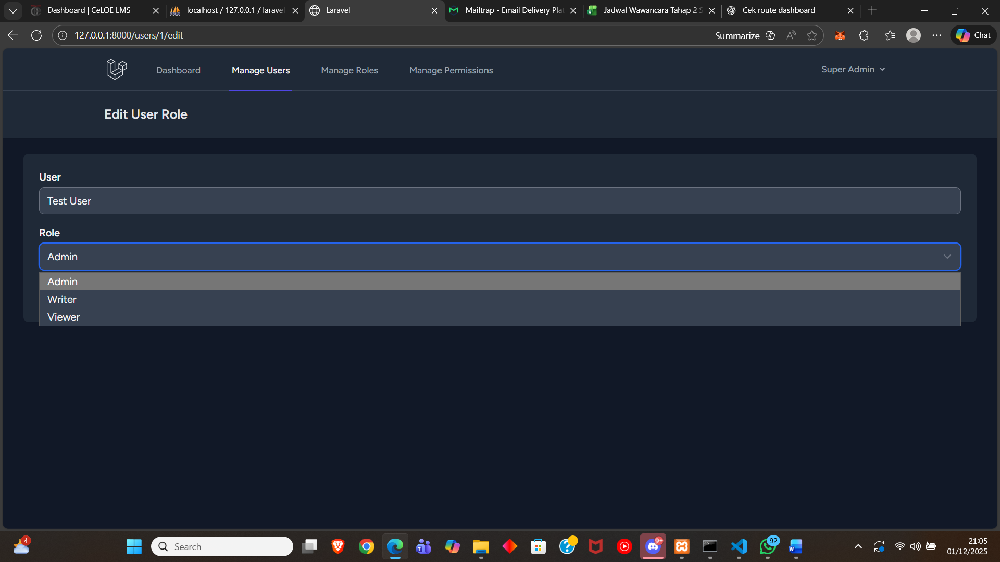 Dashboard | CeLOE LMS
localhost / 127.0.0.1 / laravel_
Laravel
Mailtrap - Email Delivery Plat
Jadwal Wawancara Tahap 2 S
Cek route dashboard
127.0.0.1:8000/users/1/edit
Summarize
Chat
Dashboard
Manage Users
Manage Roles
Manage Permissions
Super Admin
Edit User Role
User
Test User
Role
Admin
Admin
Writer
Viewer
4
Search
9+
92
21:05
01/12/2025